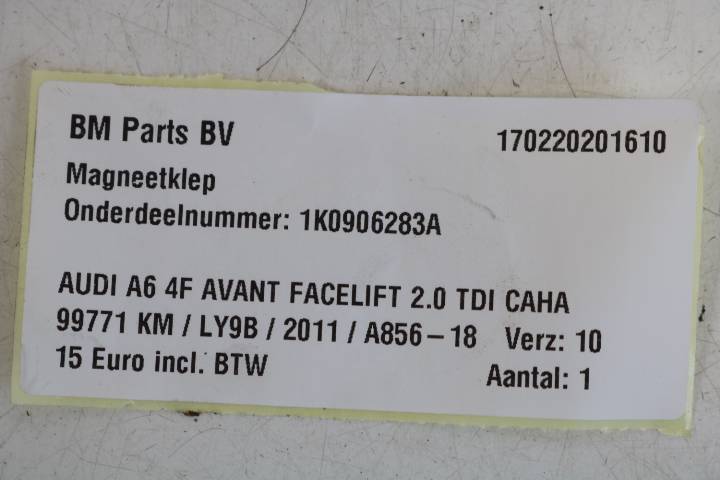 BM Parts BV 170220201610
Magneetklep
Onderdeelnummer: 1K0906283A
AUDI A6 4F AVANT FACELIFT 2.0 TDI CAHA
99771 KM / LY9B / 2011 / A856-18 Verz: 10
15 Euro incl. BTW Aantal: 1